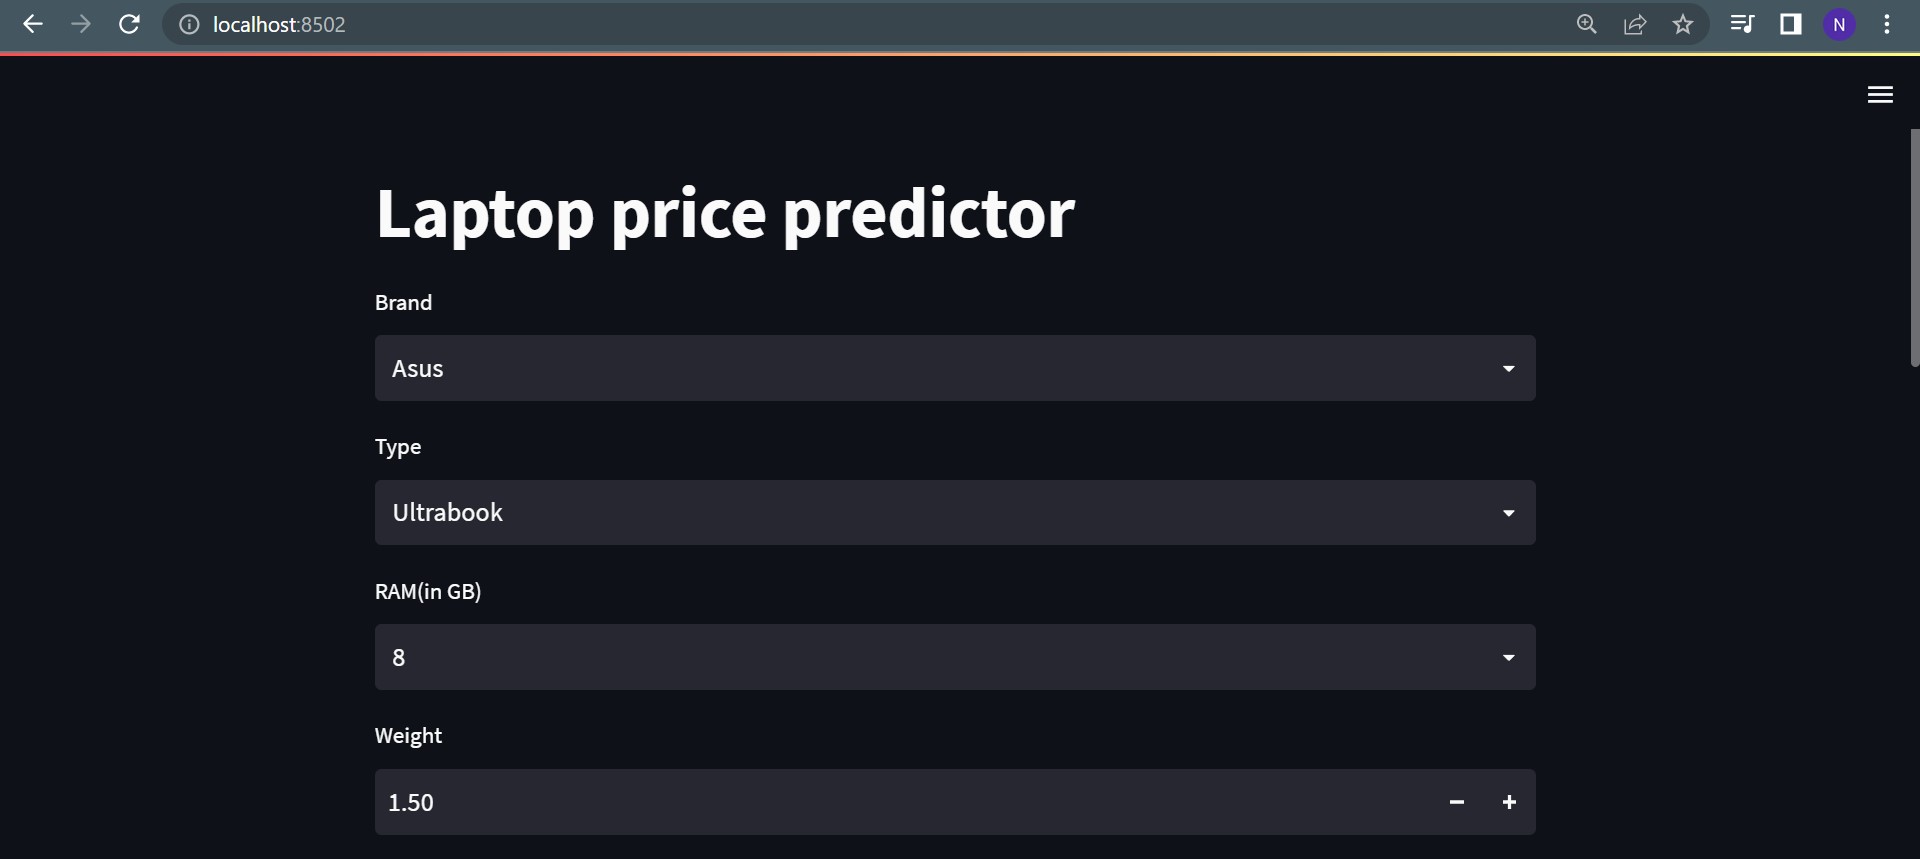 localhost:8502
N
Laptop price predictor
Brand
Asus
Type
Ultrabook
RAM(in GB)
8
Weight
1.50